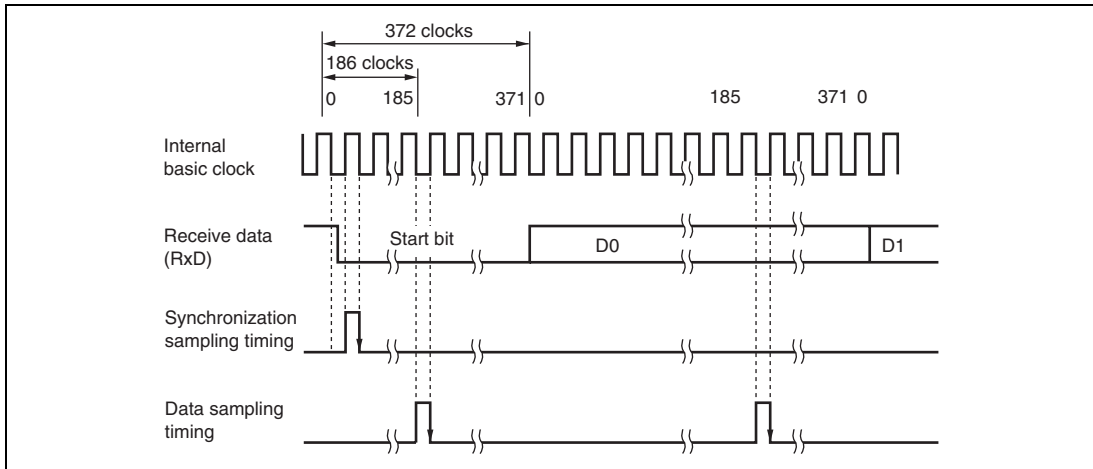 372 clocks
186 clocks
0 185 371 0 185 371 0
Internal
basic clock
Receive data
(RxD)
Start bit D0 D1
Synchronization
sampling timing
Data sampling
timing